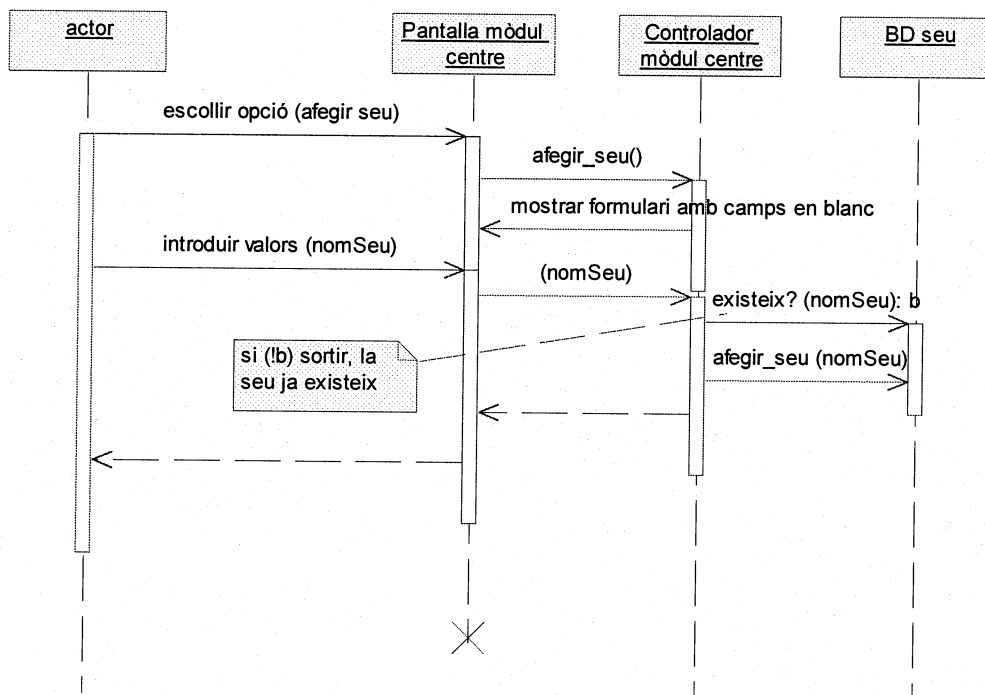 actor
Pantalla mòdul
centre
Controlador
mòdul centre
BD seu
escollir opció (afegir seu)
afegir_seu()
mostrar formulari amb camps en blanc
introduir valors (nomSeu)
(nomSeu)
existeix? (nomSeu): b
si (!b) sortir, la
seu ja existeix
afegir_seu (nomSeu)